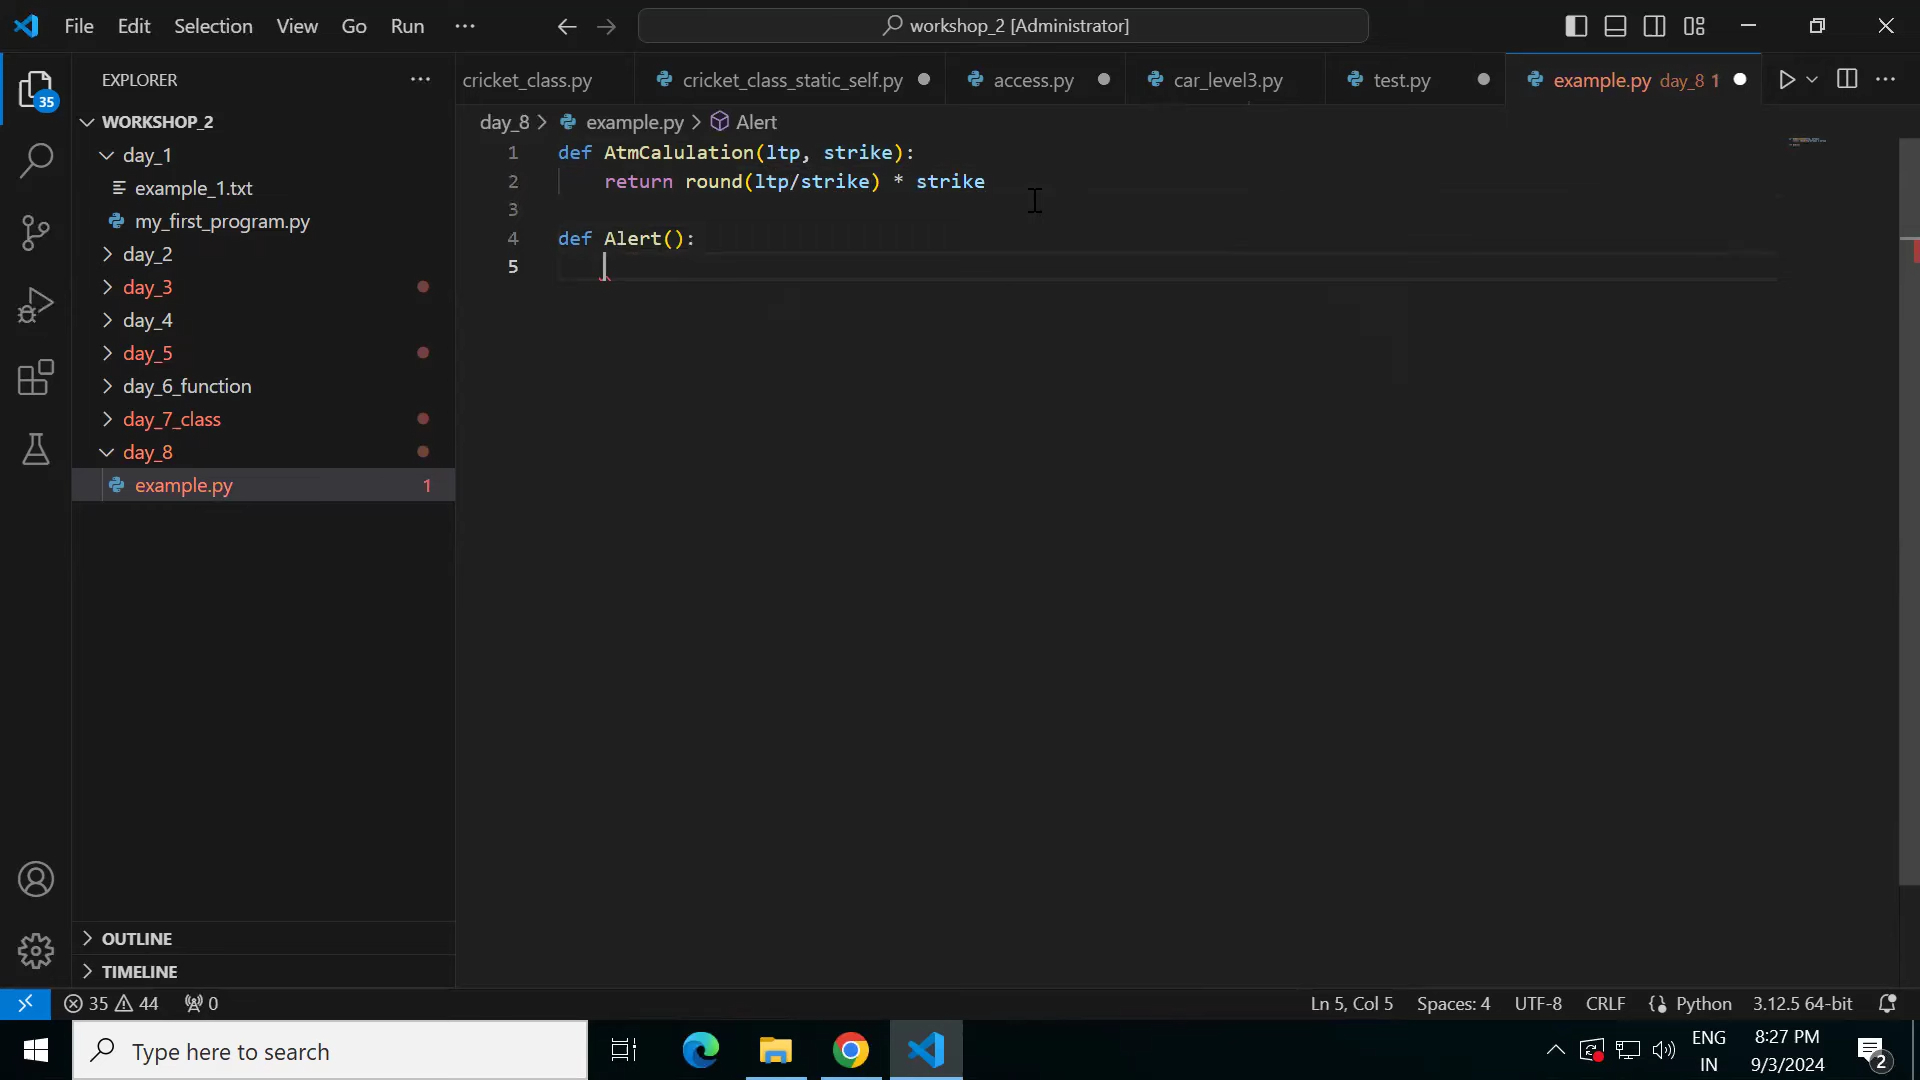 File Edit Selection View Go Run ··· workshop_2 [Administrator]
EXPLORER ···
cricket_class.py cricket_class_static_self.py access.py car_level3.py test.py example.py day_8 1
WORKSHOP_2
day_8 > example.py > Alert
day_1
example_1.txt
my_first_program.py
day_2
day_3
day_4
day_5
day_6_function
day_7_class
day_8
example.py 1
1 def AtmCalulation(ltp, strike):
2 return round(ltp/strike) * strike
3
4 def Alert():
5
35
OUTLINE
TIMELINE
35 44 0 Ln 5, Col 5 Spaces: 4 UTF-8 CRLF {} Python 3.12.5 64-bit
Type here to search
ENG
IN
8:27 PM
9/3/2024
2